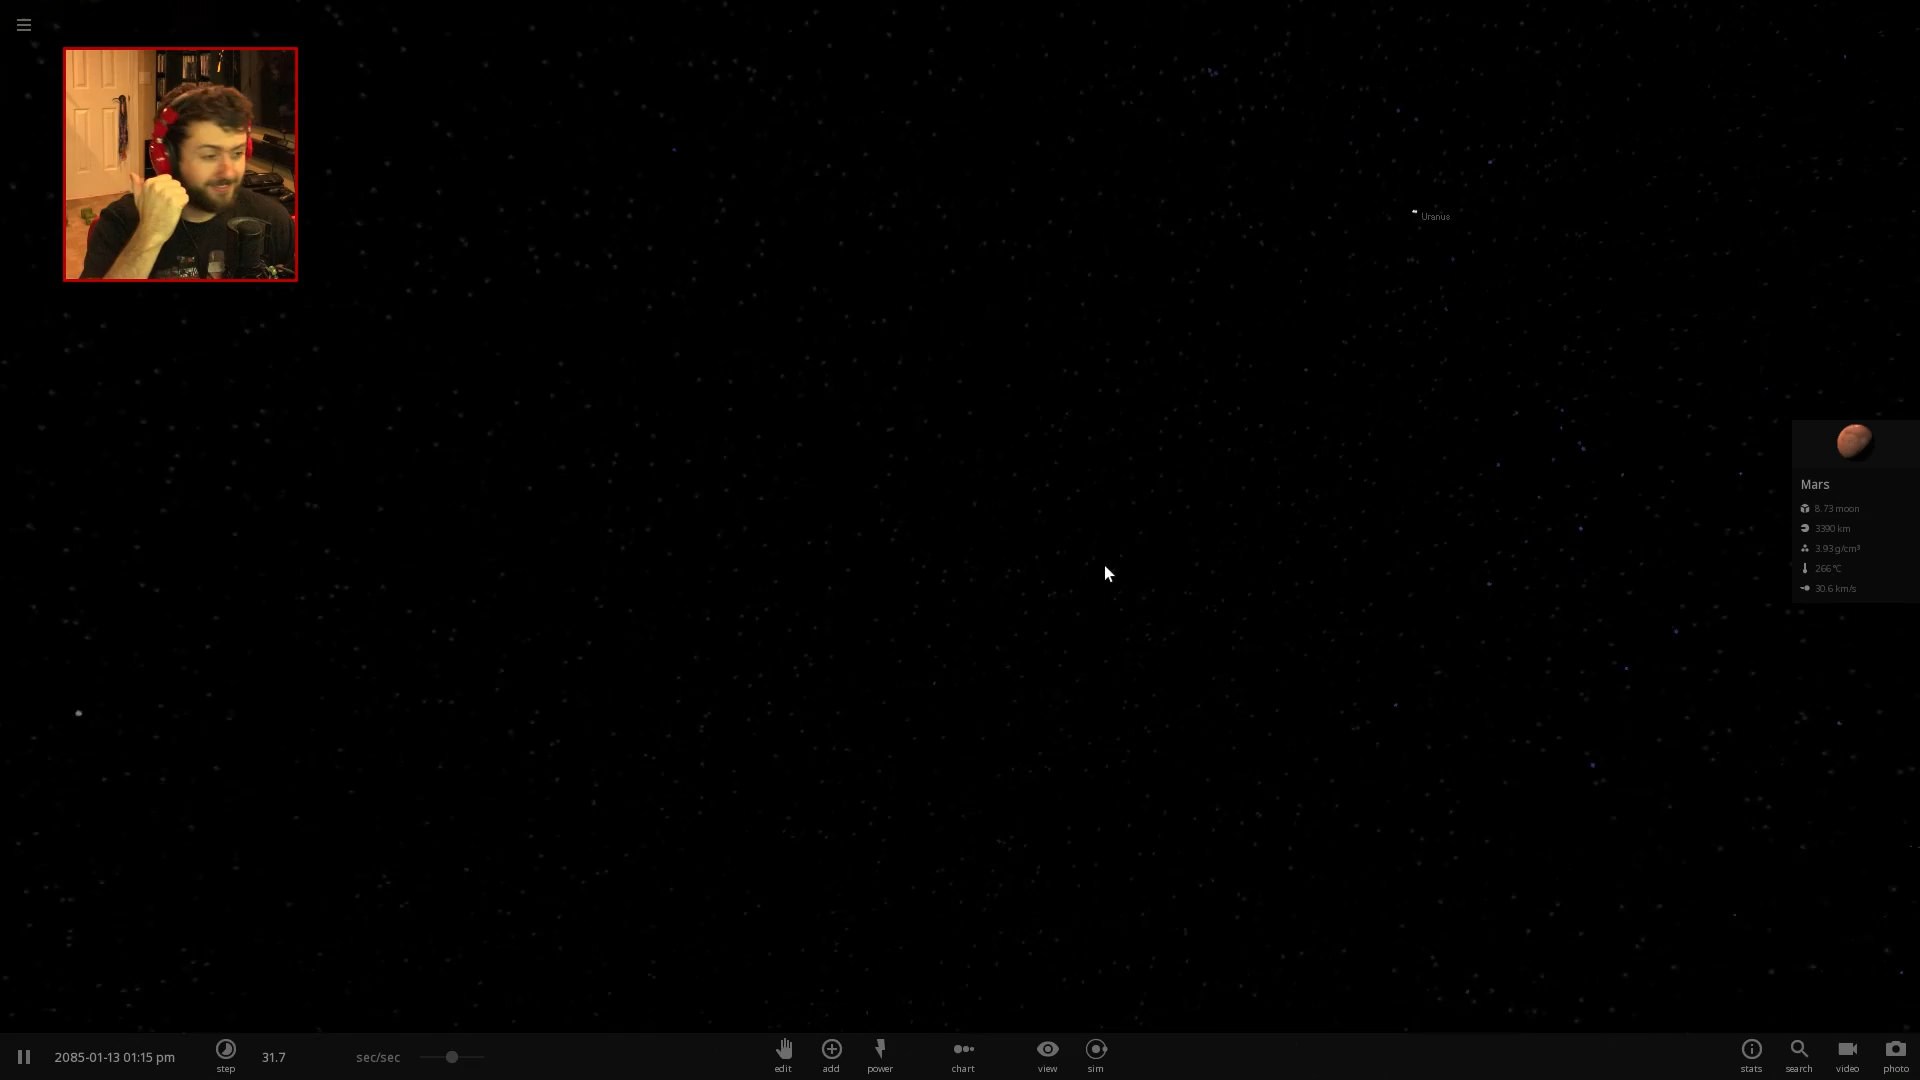 Uranus
Mars
8.73 moon
3390 km
3.93 g/cm³
266 °C
30.6 km/s
2085-01-13 01:15 pm
step
31.7
sec/sec
edit
add
power
chart
view
sim
stats
search
video
photo